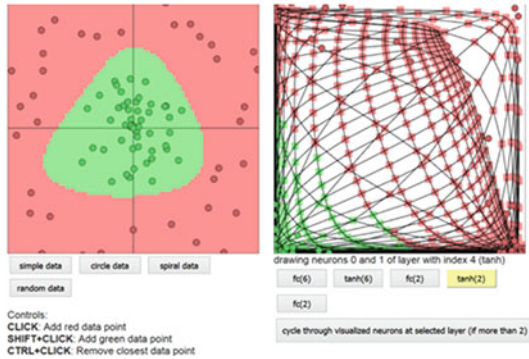 simple data
circle data
spiral data
random data
Controls:
CLICK: Add red data point
SHIFT+CLICK: Add green data point
CTRL+CLICK: Remove closest data point
drawing neurons 0 and 1 of layer with index 4 (tanh)
fc(6)
tanh(6)
fc(2)
tanh(2)
fc(2)
cycle through visualized neurons at selected layer (if more than 2)